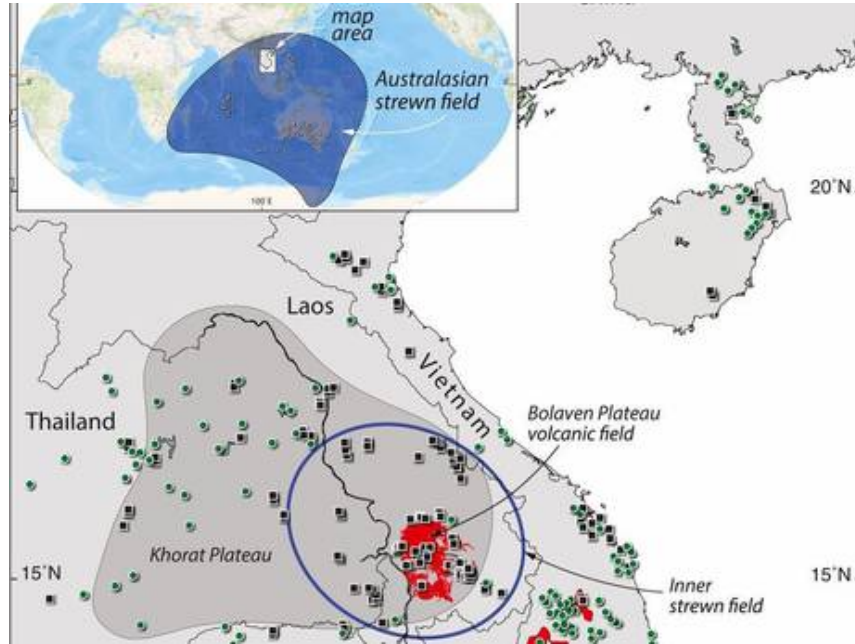 map
area
0°
Australasian
strewn field
100°E
20°N
Laos
Vietnam
Thailand
Bolaven Plateau
volcanic field
Khorat Plateau
15°N
15°N
Inner
strewn field